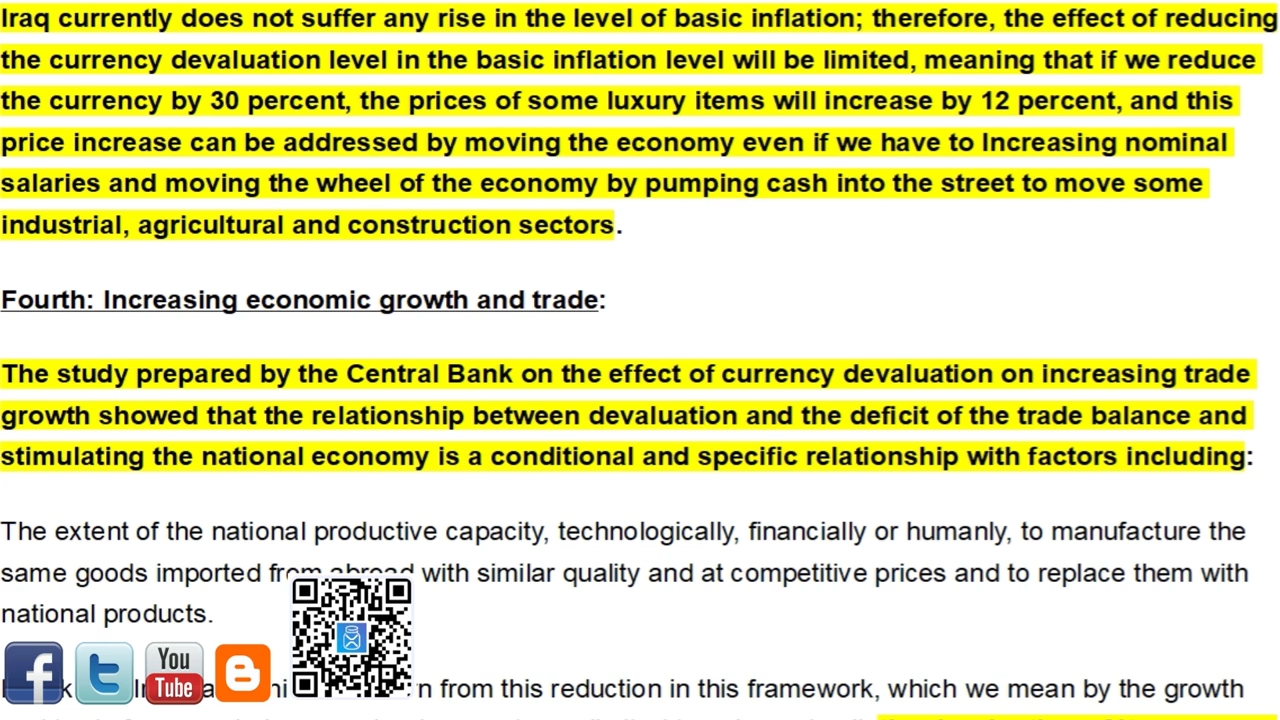 Iraq currently does not suffer any rise in the level of basic inflation; therefore, the effect of reducing
the currency devaluation level in the basic inflation level will be limited, meaning that if we reduce
the currency by 30 percent, the prices of some luxury items will increase by 12 percent, and this
price increase can be addressed by moving the economy even if we have to Increasing nominal
salaries and moving the wheel of the economy by pumping cash into the street to move some
industrial, agricultural and construction sectors.
Fourth: Increasing economic growth and trade:
The study prepared by the Central Bank on the effect of currency devaluation on increasing trade
growth showed that the relationship between devaluation and the deficit of the trade balance and
stimulating the national economy is a conditional and specific relationship with factors including:
The extent of the national productive capacity, technologically, financially or humanly, to manufacture the
same goods imported from abroad with similar quality and at competitive prices and to replace them with
national products.
You
Tube
from this reduction in this framework, which we mean by the growth